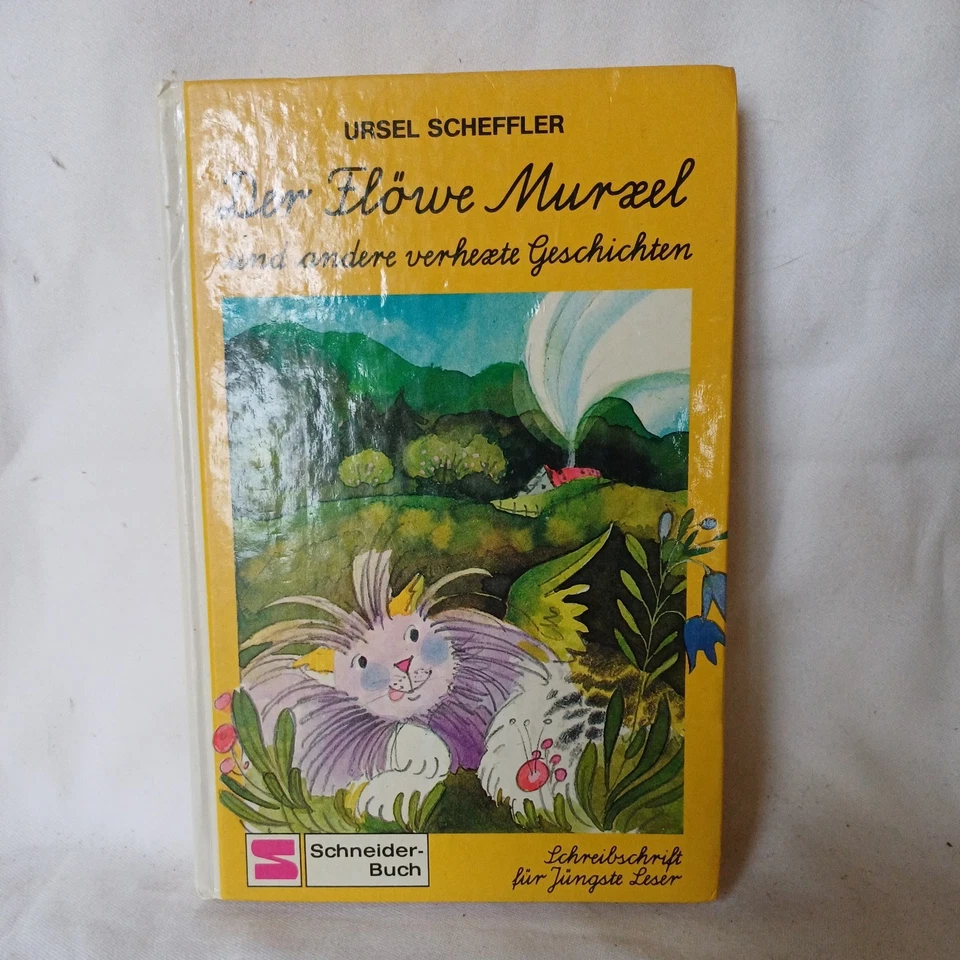 URSEL SCHEFFLER
Der Flöwe Murxel
und andere verhexte Geschichten
Schneider-
Buch
Schreibschrift
für Jüngste Leser